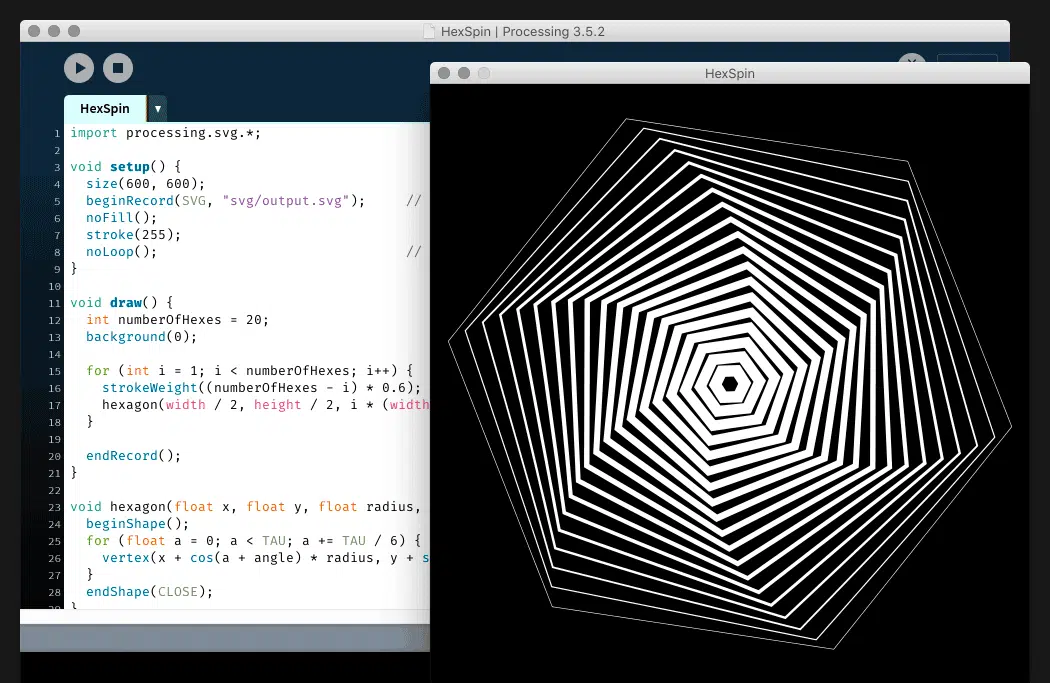 HexSpin | Processing 3.5.2
HexSpin
HexSpin
1 import processing.svg.*;
2
3 void setup() {
4   size(600, 600);
5   beginRecord(SVG, "svg/output.svg");     //
6   noFill();
7   stroke(255);
8   noLoop();                               //
9 }
10
11 void draw() {
12   int numberOfHexes = 20;
13   background(0);
14
15   for (int i = 1; i < numberOfHexes; i++) {
16     strokeWeight((numberOfHexes - i) * 0.6);
17     hexagon(width / 2, height / 2, i * (width
18   }
19
20   endRecord();
21 }
22
23 void hexagon(float x, float y, float radius,
24   beginShape();
25   for (float a = 0; a < TAU; a += TAU / 6) {
26     vertex(x + cos(a + angle) * radius, y + s
27   }
28   endShape(CLOSE);
29 }